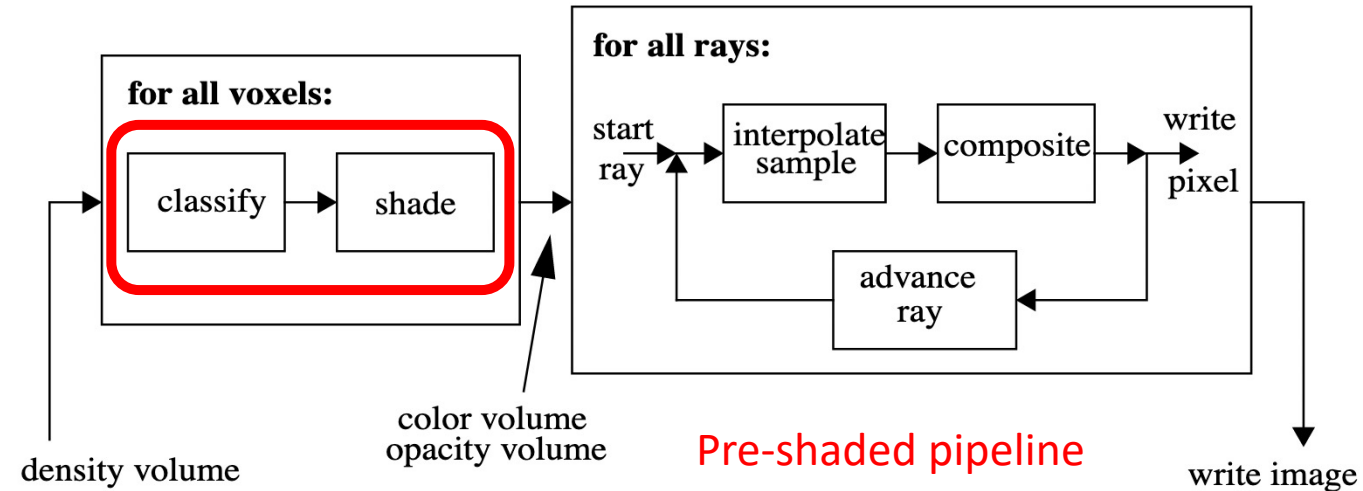 for all voxels:
classify
shade
for all rays:
start
ray
interpolate
sample
composite
write
pixel
advance
ray
density volume
color volume
opacity volume
Pre-shaded pipeline
write image